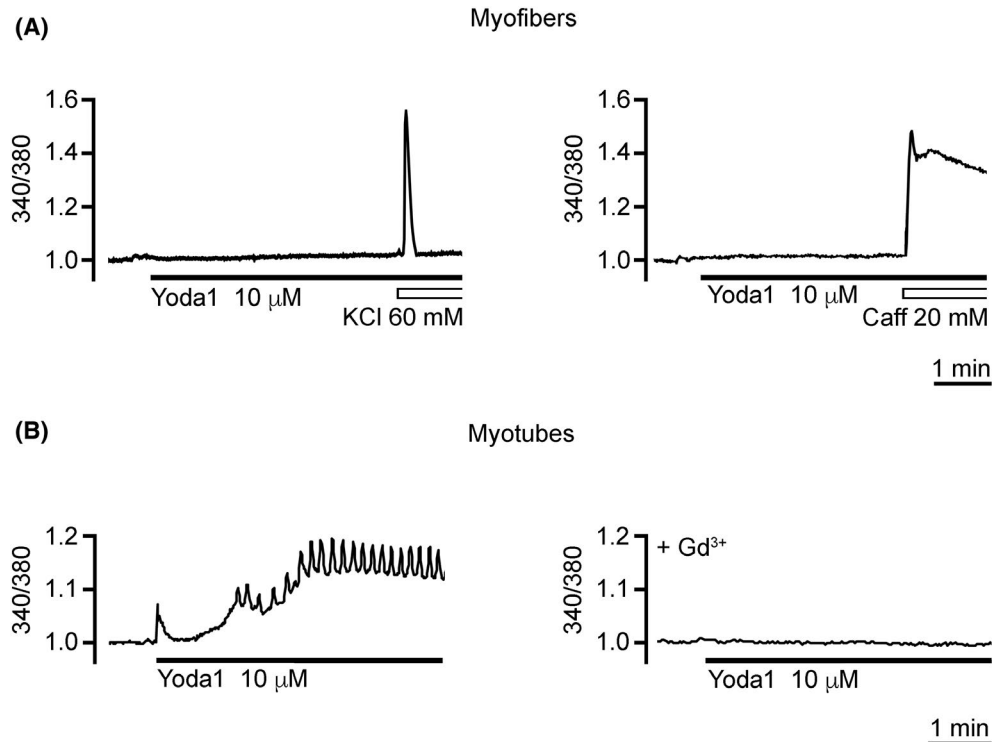 (A)
Myofibers
1.6
1.4
1.2
1.0
340/380
Yoda1 10 μM
KCl 60 mM
1.6
1.4
1.2
1.0
340/380
Yoda1 10 μM
Caff 20 mM
1 min
(B)
Myotubes
1.2
1.1
1.0
340/380
Yoda1 10 μM
1.2
1.1
1.0
340/380
+ Gd³⁺
Yoda1 10 μM
1 min